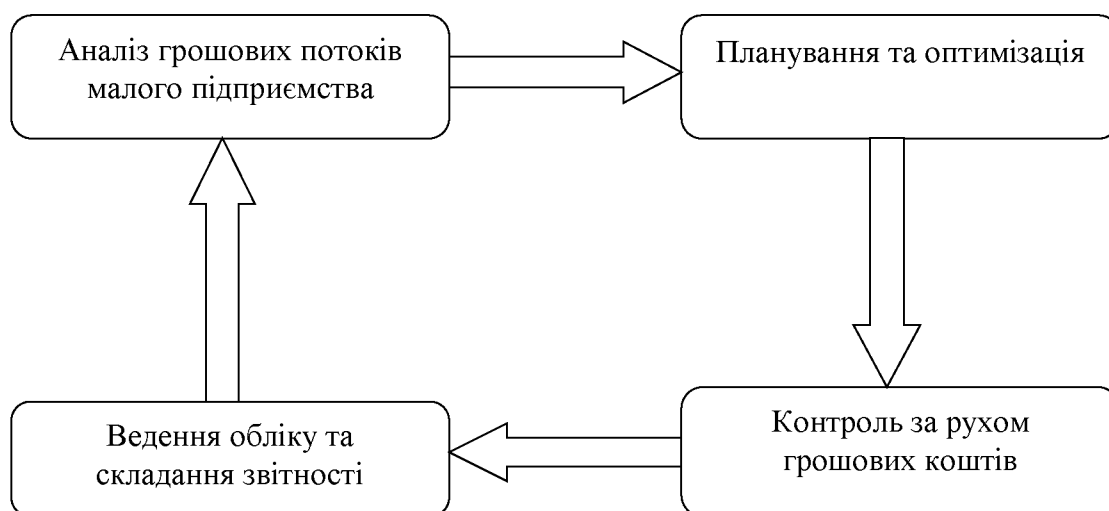 Аналіз грошових потоків
малого підприємства
Планування та оптимізація
Ведення обліку та
складання звітності
Контроль за рухом
грошових коштів